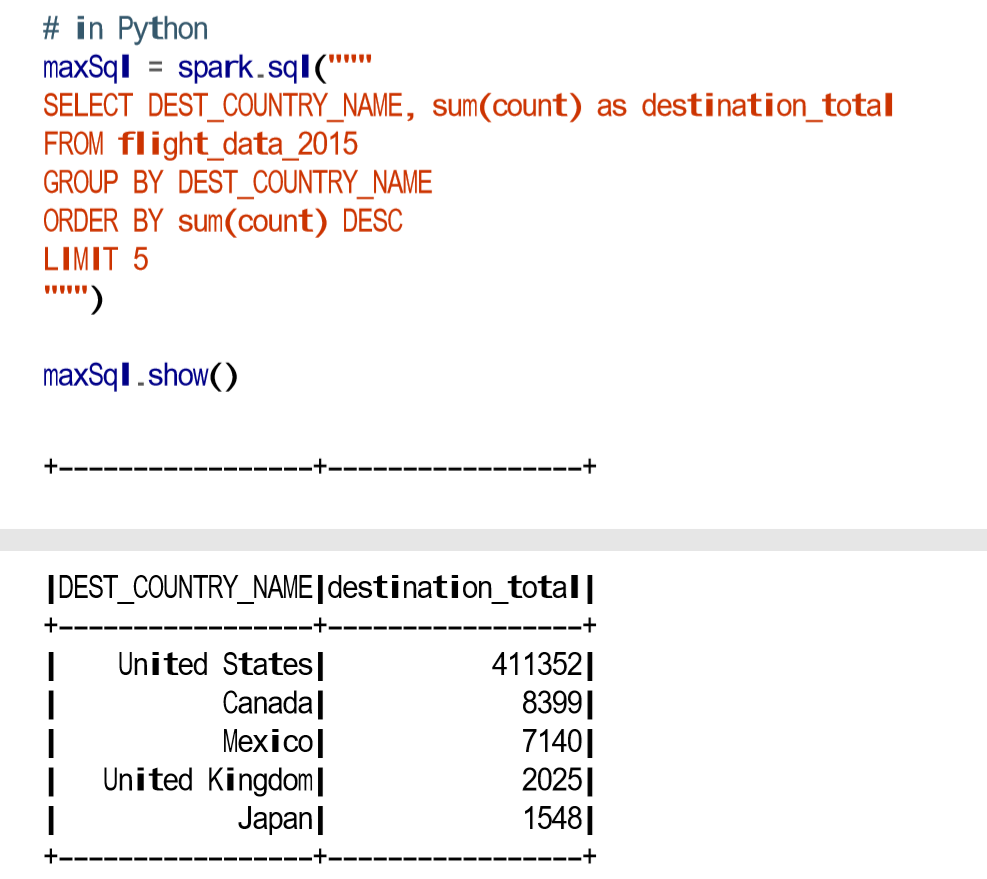 # in Python
maxSql = spark.sql("""
SELECT DEST_COUNTRY_NAME, sum(count) as destination_total
FROM flight_data_2015
GROUP BY DEST_COUNTRY_NAME
ORDER BY sum(count) DESC
LIMIT 5
""")
maxSql.show()
+-----------------+-----------------+
|DEST_COUNTRY_NAME|destination_total|
+-----------------+-----------------+
|    United States|           411352|
|           Canada|             8399|
|           Mexico|             7140|
|   United Kingdom|             2025|
|            Japan|             1548|
+-----------------+-----------------+